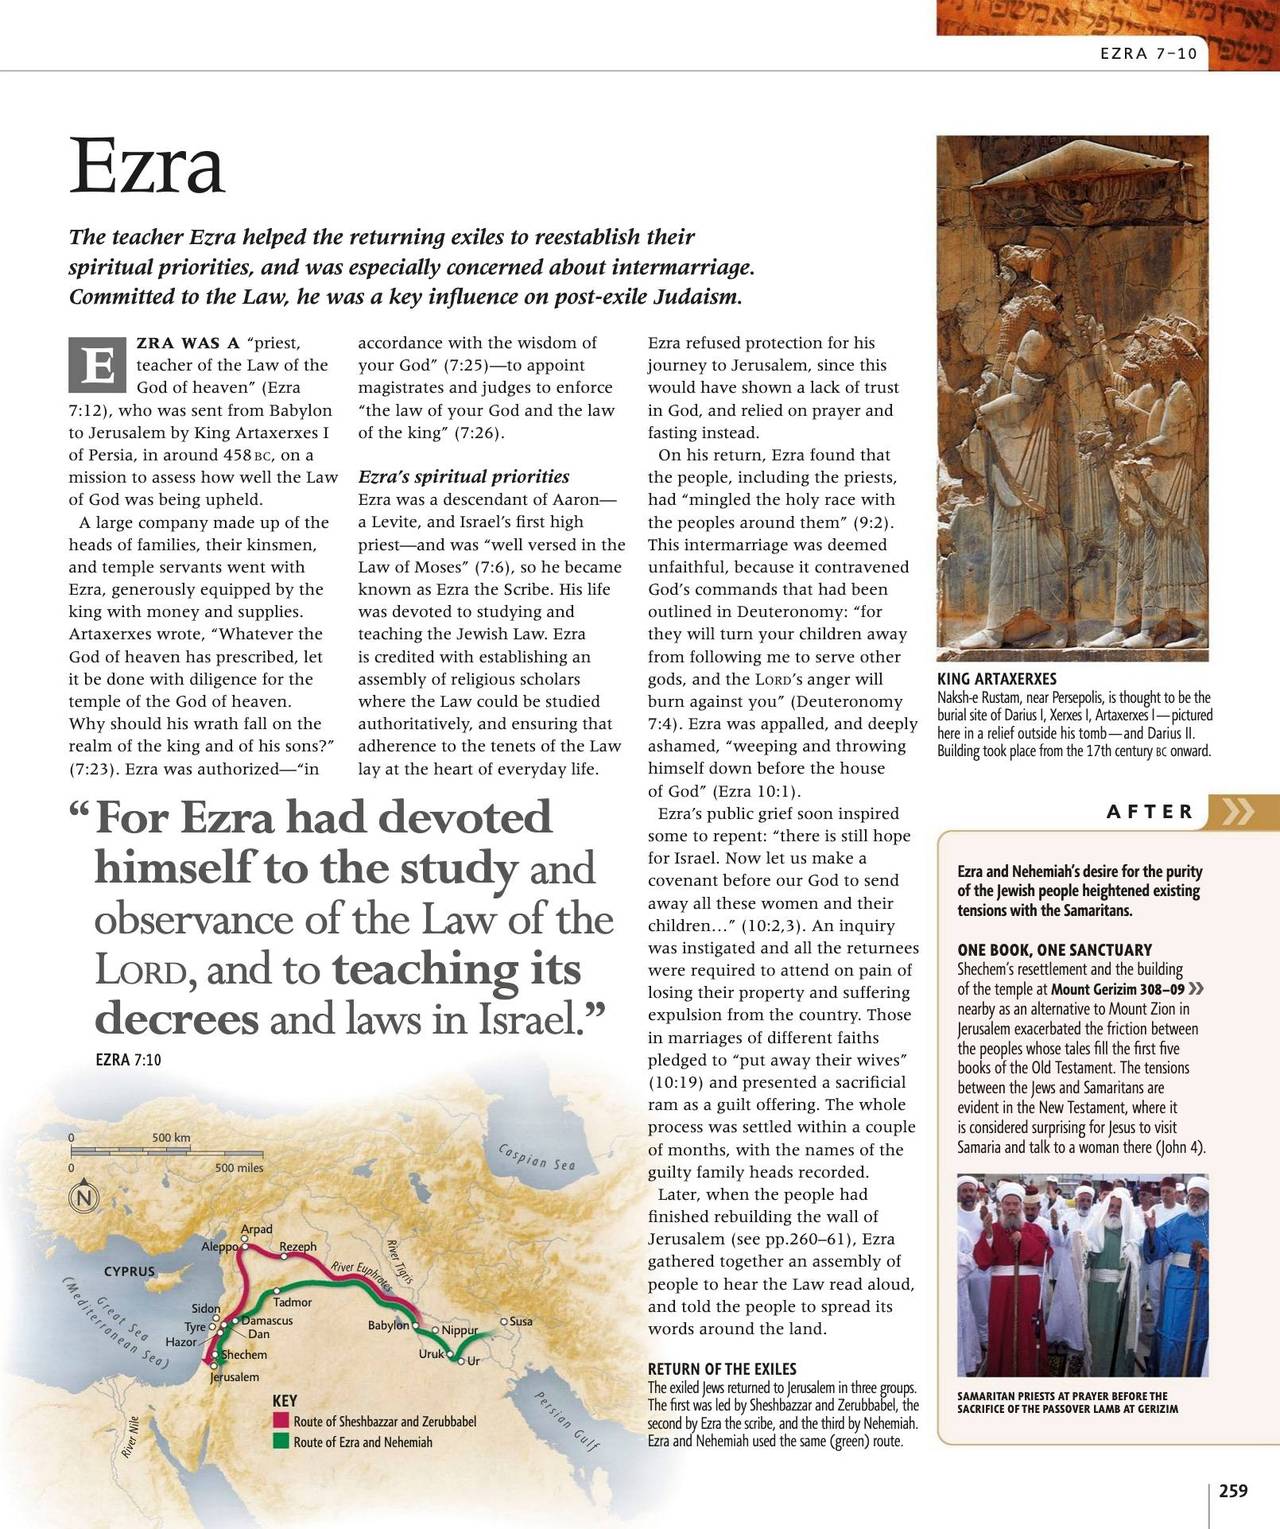 EZRA 7–10
Ezra
The teacher Ezra helped the returning exiles to reestablish their
spiritual priorities, and was especially concerned about intermarriage.
Committed to the Law, he was a key influence on post-exile Judaism.
EZRA WAS A “priest,
teacher of the Law of the
God of heaven” (Ezra
7:12), who was sent from Babylon
to Jerusalem by King Artaxerxes I
of Persia, in around 458 BC, on a
mission to assess how well the Law
of God was being upheld.
A large company made up of the
heads of families, their kinsmen,
and temple servants went with
Ezra, generously equipped by the
king with money and supplies.
Artaxerxes wrote, “Whatever the
God of heaven has prescribed, let
it be done with diligence for the
temple of the God of heaven.
Why should his wrath fall on the
realm of the king and of his sons?”
(7:23). Ezra was authorized—“in
accordance with the wisdom of
your God” (7:25)—to appoint
magistrates and judges to enforce
“the law of your God and the law
of the king” (7:26).
Ezra’s spiritual priorities
Ezra was a descendant of Aaron—
a Levite, and Israel’s first high
priest—and was “well versed in the
Law of Moses” (7:6), so he became
known as Ezra the Scribe. His life
was devoted to studying and
teaching the Jewish Law. Ezra
is credited with establishing an
assembly of religious scholars
where the Law could be studied
authoritatively, and ensuring that
adherence to the tenets of the Law
lay at the heart of everyday life.
Ezra refused protection for his
journey to Jerusalem, since this
would have shown a lack of trust
in God, and relied on prayer and
fasting instead.
On his return, Ezra found that
the people, including the priests,
had “mingled the holy race with
the peoples around them” (9:2).
This intermarriage was deemed
unfaithful, because it contravened
God’s commands that had been
outlined in Deuteronomy: “for
they will turn your children away
from following me to serve other
gods, and the LORD’s anger will
burn against you” (Deuteronomy
7:4). Ezra was appalled, and deeply
ashamed, “weeping and throwing
himself down before the house
of God” (Ezra 10:1).
Ezra’s public grief soon inspired
some to repent: “there is still hope
for Israel. Now let us make a
covenant before our God to send
away all these women and their
children…” (10:2,3). An inquiry
was instigated and all the returnees
were required to attend on pain of
losing their property and suffering
expulsion from the country. Those
in marriages of different faiths
pledged to “put away their wives”
(10:19) and presented a sacrificial
ram as a guilt offering. The whole
process was settled within a couple
of months, with the names of the
guilty family heads recorded.
Later, when the people had
finished rebuilding the wall of
Jerusalem (see pp.260–61), Ezra
gathered together an assembly of
people to hear the Law read aloud,
and told the people to spread its
words around the land.
“For Ezra had devoted
himself to the study and
observance of the Law of the
LORD, and to teaching its
decrees and laws in Israel.”
EZRA 7:10
0 500 km
0 500 miles
N
Caspian Sea
Arpad
Aleppo
Rezeph
River Tigris
River Euphrates
CYPRUS
Great Sea
(Mediterranean Sea)
Tadmor
Sidon
Damascus
Tyre
Dan
Hazor
Babylon
Nippur
Susa
Shechem
Uruk
Ur
Jerusalem
Persian Gulf
River Nile
KEY
Route of Sheshbazzar and Zerubbabel
Route of Ezra and Nehemiah
RETURN OF THE EXILES
The exiled Jews returned to Jerusalem in three groups.
The first was led by Sheshbazzar and Zerubbabel, the
second by Ezra the scribe, and the third by Nehemiah.
Ezra and Nehemiah used the same (green) route.
KING ARTAXERXES
Naksh-e Rustam, near Persepolis, is thought to be the
burial site of Darius I, Xerxes I, Artaxerxes I—pictured
here in a relief outside his tomb—and Darius II.
Building took place from the 17th century BC onward.
AFTER »
Ezra and Nehemiah’s desire for the purity
of the Jewish people heightened existing
tensions with the Samaritans.
ONE BOOK, ONE SANCTUARY
Shechem’s resettlement and the building
of the temple at Mount Gerizim 308–09 »
nearby as an alternative to Mount Zion in
Jerusalem exacerbated the friction between
the peoples whose tales fill the first five
books of the Old Testament. The tensions
between the Jews and Samaritans are
evident in the New Testament, where it
is considered surprising for Jesus to visit
Samaria and talk to a woman there (John 4).
SAMARITAN PRIESTS AT PRAYER BEFORE THE
SACRIFICE OF THE PASSOVER LAMB AT GERIZIM
259